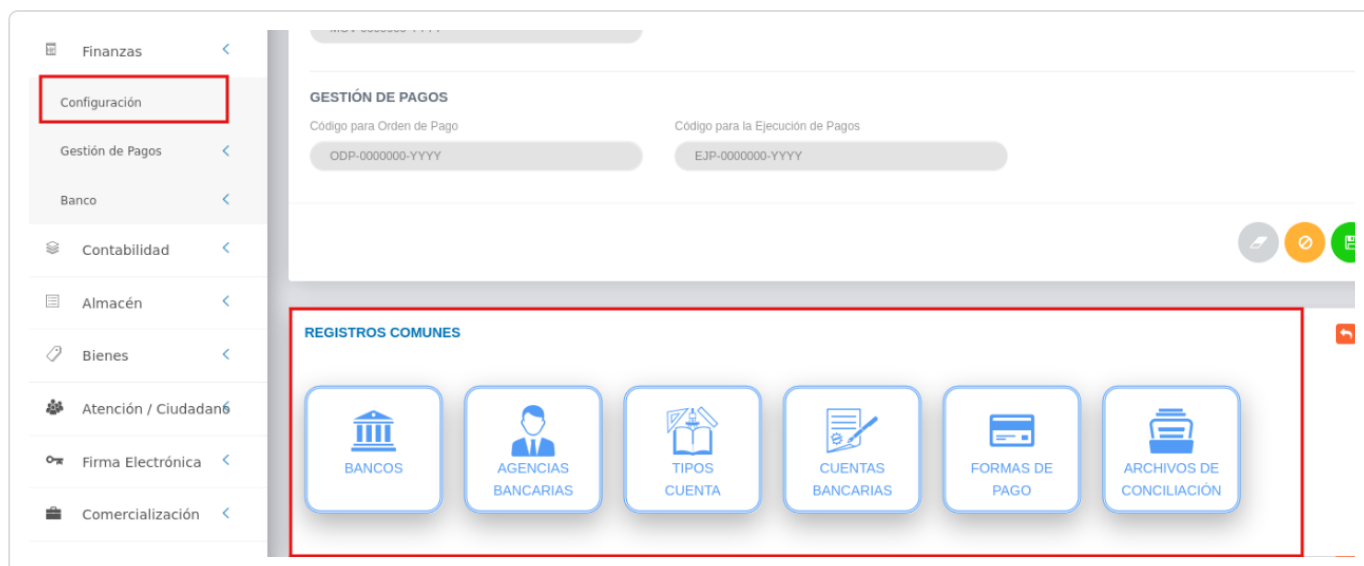 Finanzas
Configuración
Gestión de Pagos
Banco
Contabilidad
Almacén
Bienes
Atención / Ciudadano
Firma Electrónica
Comercialización
GESTIÓN DE PAGOS
Código para Orden de Pago
Código para la Ejecución de Pagos
ODP-0000000-YYYY
EJP-0000000-YYYY
REGISTROS COMUNES
BANCOS
AGENCIAS
BANCARIAS
TIPOS
CUENTA
CUENTAS
BANCARIAS
FORMAS DE
PAGO
ARCHIVOS DE
CONCILIACIÓN